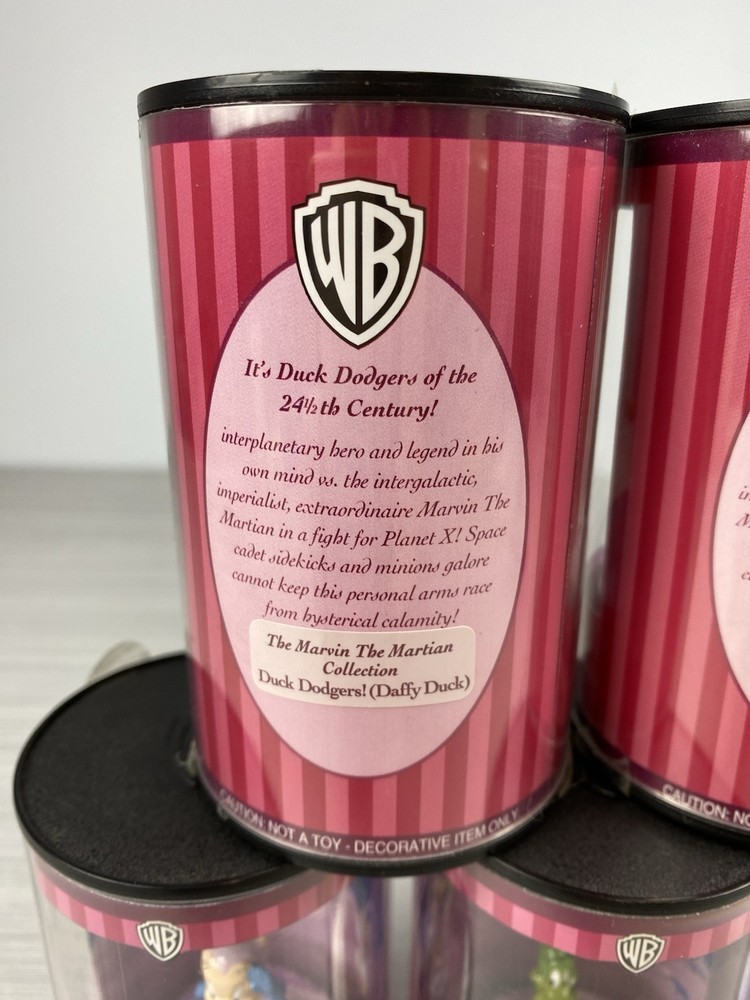 WB
It's Duck Dodgers of the
24½th Century!
interplanetary hero and legend in his
own mind vs. the intergalactic,
imperialist, extraordinaire Marvin The
Martian in a fight for Planet X! Space
cadet sidekicks and minions galore
cannot keep this personal arms race
from hysterical calamity!
The Marvin The Martian
Collection
Duck Dodgers! (Daffy Duck)
CAUTION: NOT A TOY - DECORATIVE ITEM ONLY
CAUTION:
WB
WB